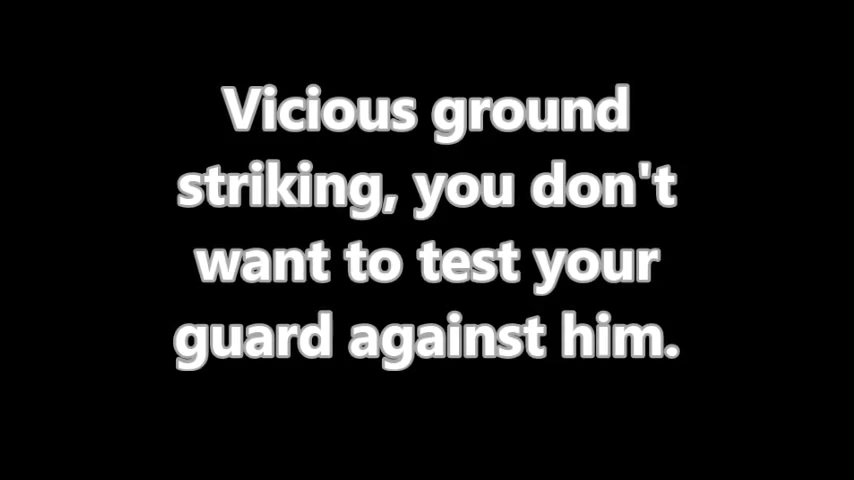 Vicious ground
striking, you don't
want to test your
guard against him.